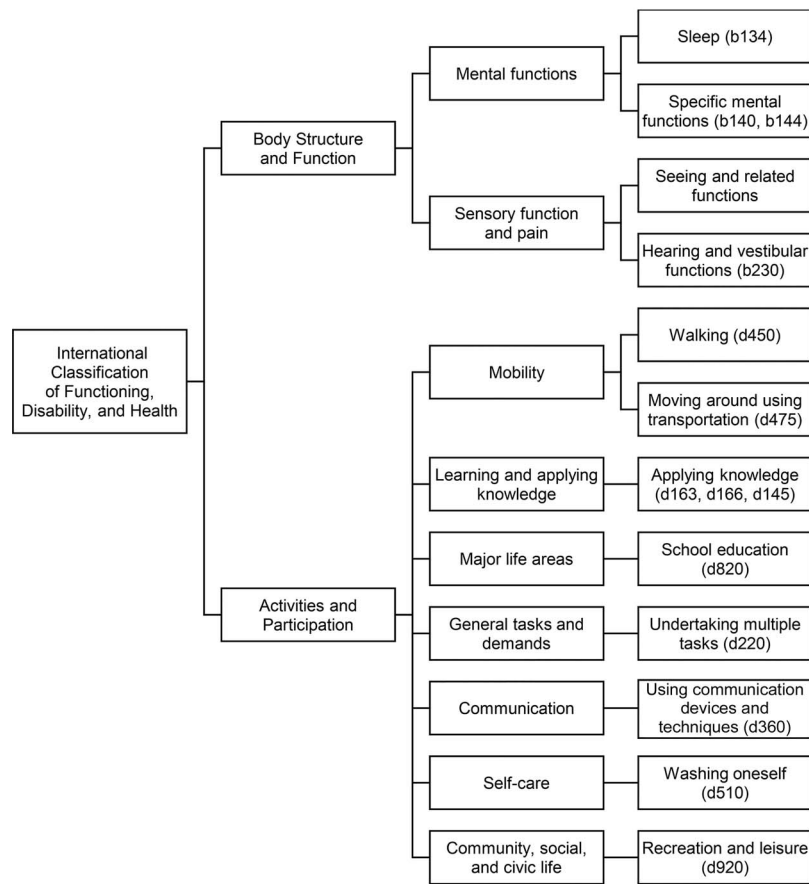 International
Classification
of Functioning,
Disability, and Health
Body Structure
and Function
Mental functions
Sleep (b134)
Specific mental
functions (b140, b144)
Sensory function
and pain
Seeing and related
functions
Hearing and vestibular
functions (b230)
Activities and
Participation
Mobility
Walking (d450)
Moving around using
transportation (d475)
Learning and applying
knowledge
Applying knowledge
(d163, d166, d145)
Major life areas
School education
(d820)
General tasks and
demands
Undertaking multiple
tasks (d220)
Communication
Using communication
devices and
techniques (d360)
Self-care
Washing oneself
(d510)
Community, social,
and civic life
Recreation and leisure
(d920)